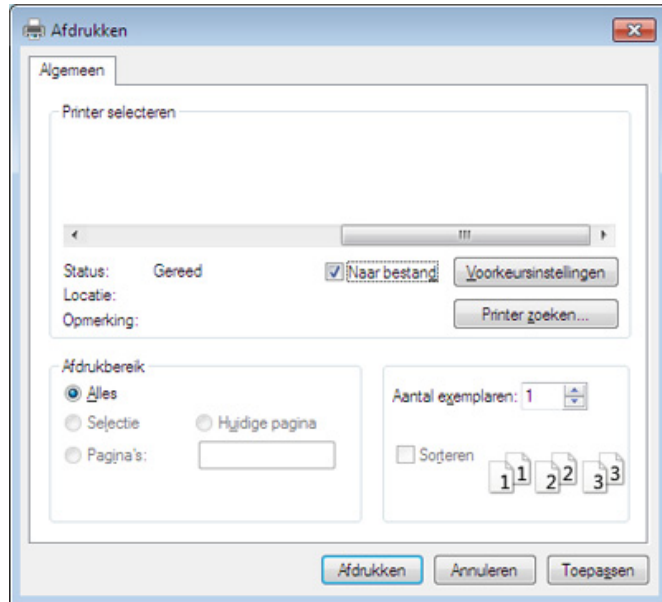 Afdrukken
Algemeen
Printer selecteren
Status: Gereed
Naar bestand
Voorkeursinstellingen
Locatie:
Opmerking:
Printer zoeken...
Afdrukbereik
Alles
Selectie
Huidige pagina
Pagina's:
Aantal exemplaren: 1
Sorteren
1 1 2 2 3 3
Afdrukken
Annuleren
Toepassen